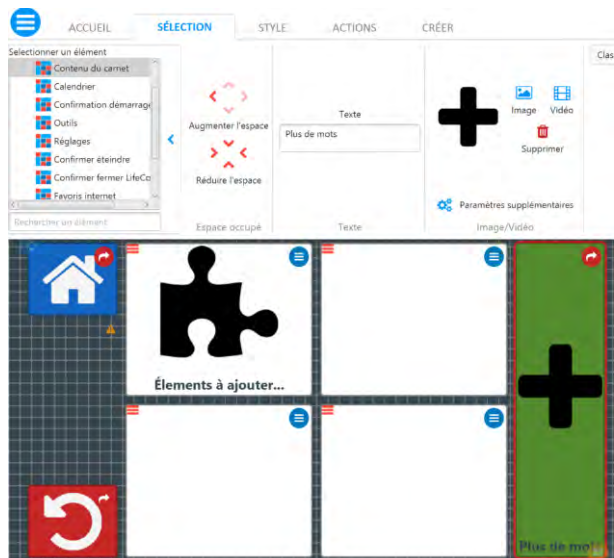 ACCUEIL SÉLECTION STYLE ACTIONS CRÉER
Selectionner un élément
Contenu du carnet
Calendrier
Confirmation démarrage
Outils
Réglages
Confirmer éteindre
Confirmer fermer LifeCo
Favoris internet
Rechercher un élément
Augmenter l'espace
Réduire l'espace
Espace occupé
Texte
Plus de mots
Texte
Image Vidéo
Supprimer
Paramètres supplémentaires
Image/Vidéo
Clas
Élements à ajouter...
Plus de mots